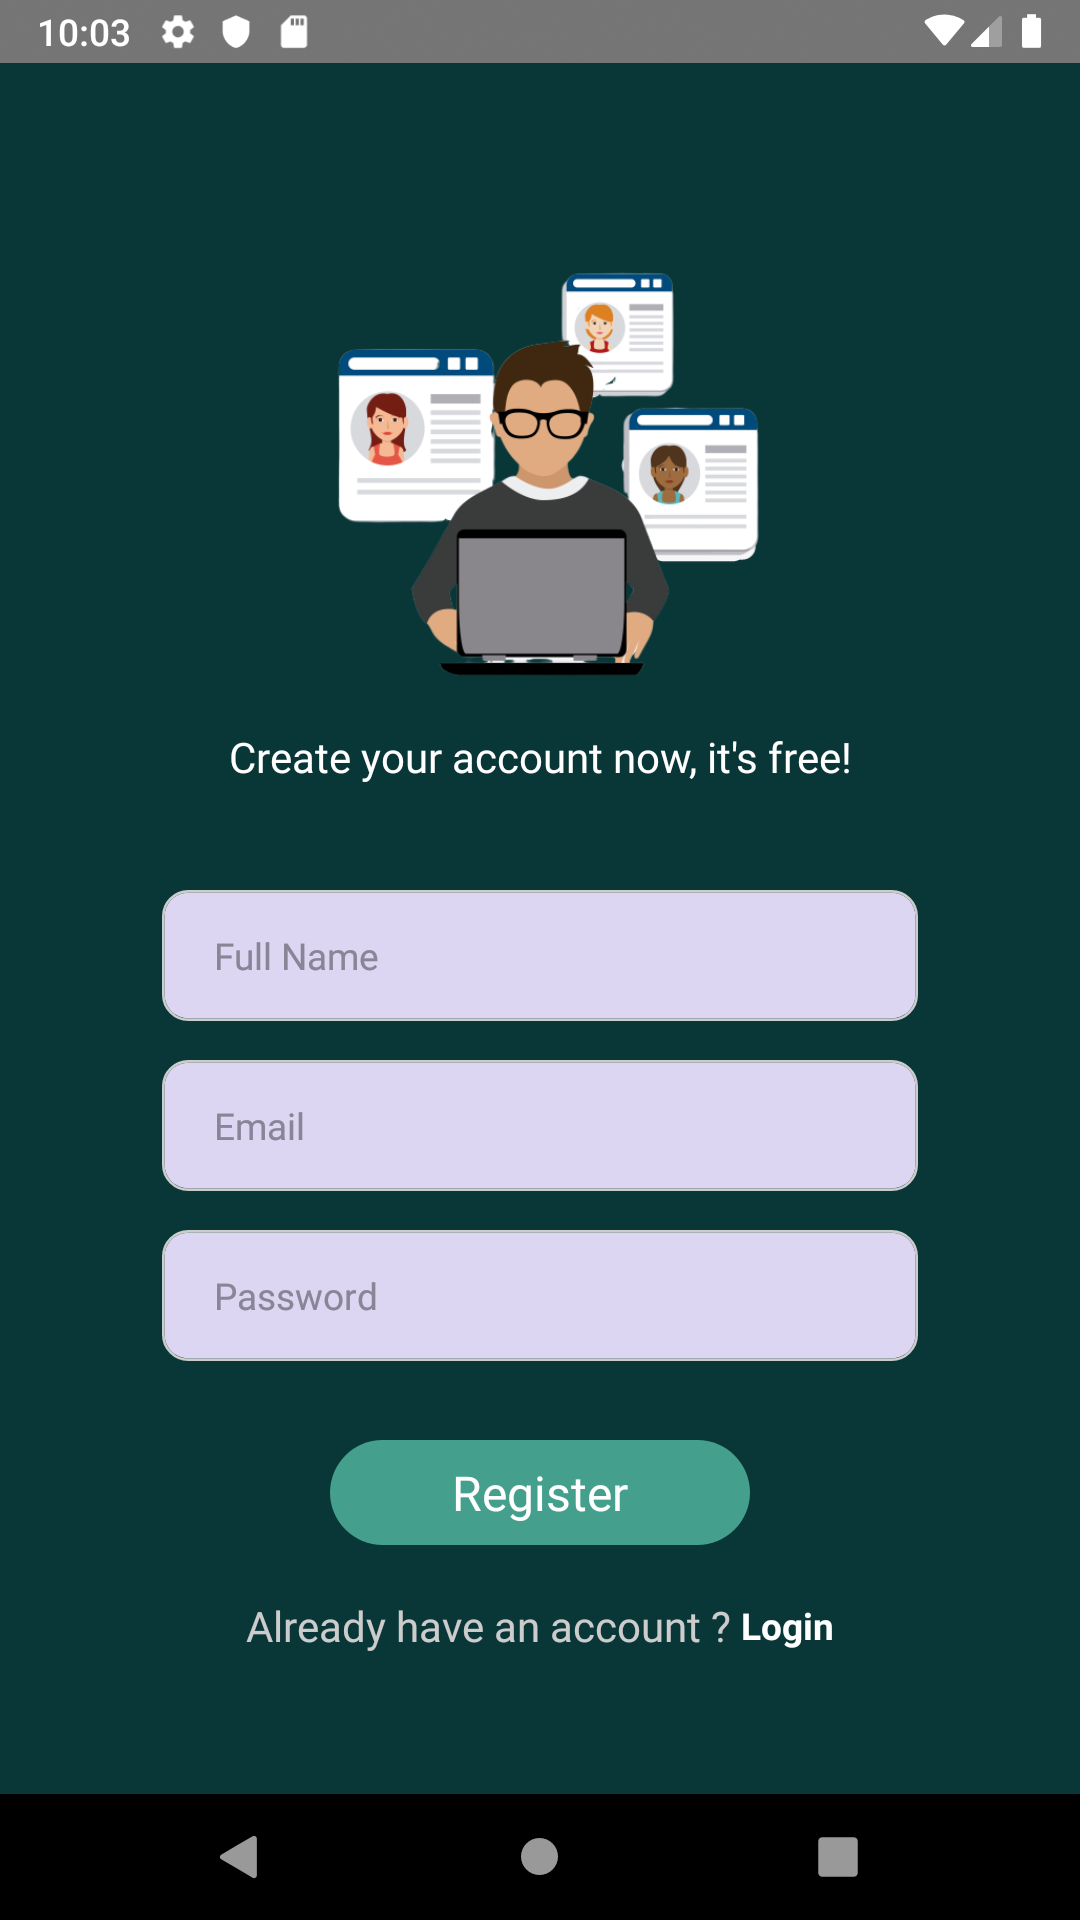 10:03
Create your account now, it's free!
Full Name
Email
Password
Register
Already have an account ? Login